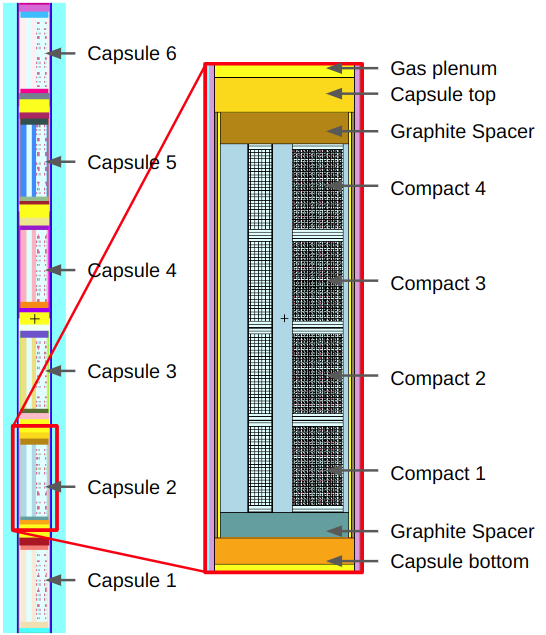 Capsule 6
Capsule 5
Capsule 4
Capsule 3
Capsule 2
Capsule 1
Gas plenum
Capsule top
Graphite Spacer
Compact 4
Compact 3
Compact 2
Compact 1
Graphite Spacer
Capsule bottom